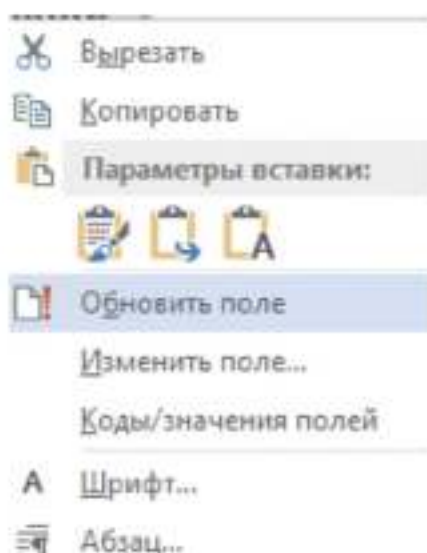 Вырезать
Копировать
Параметры вставки:
Обновить поле
Изменить поле...
Коды/значения полей
Шрифт...
Абзац...